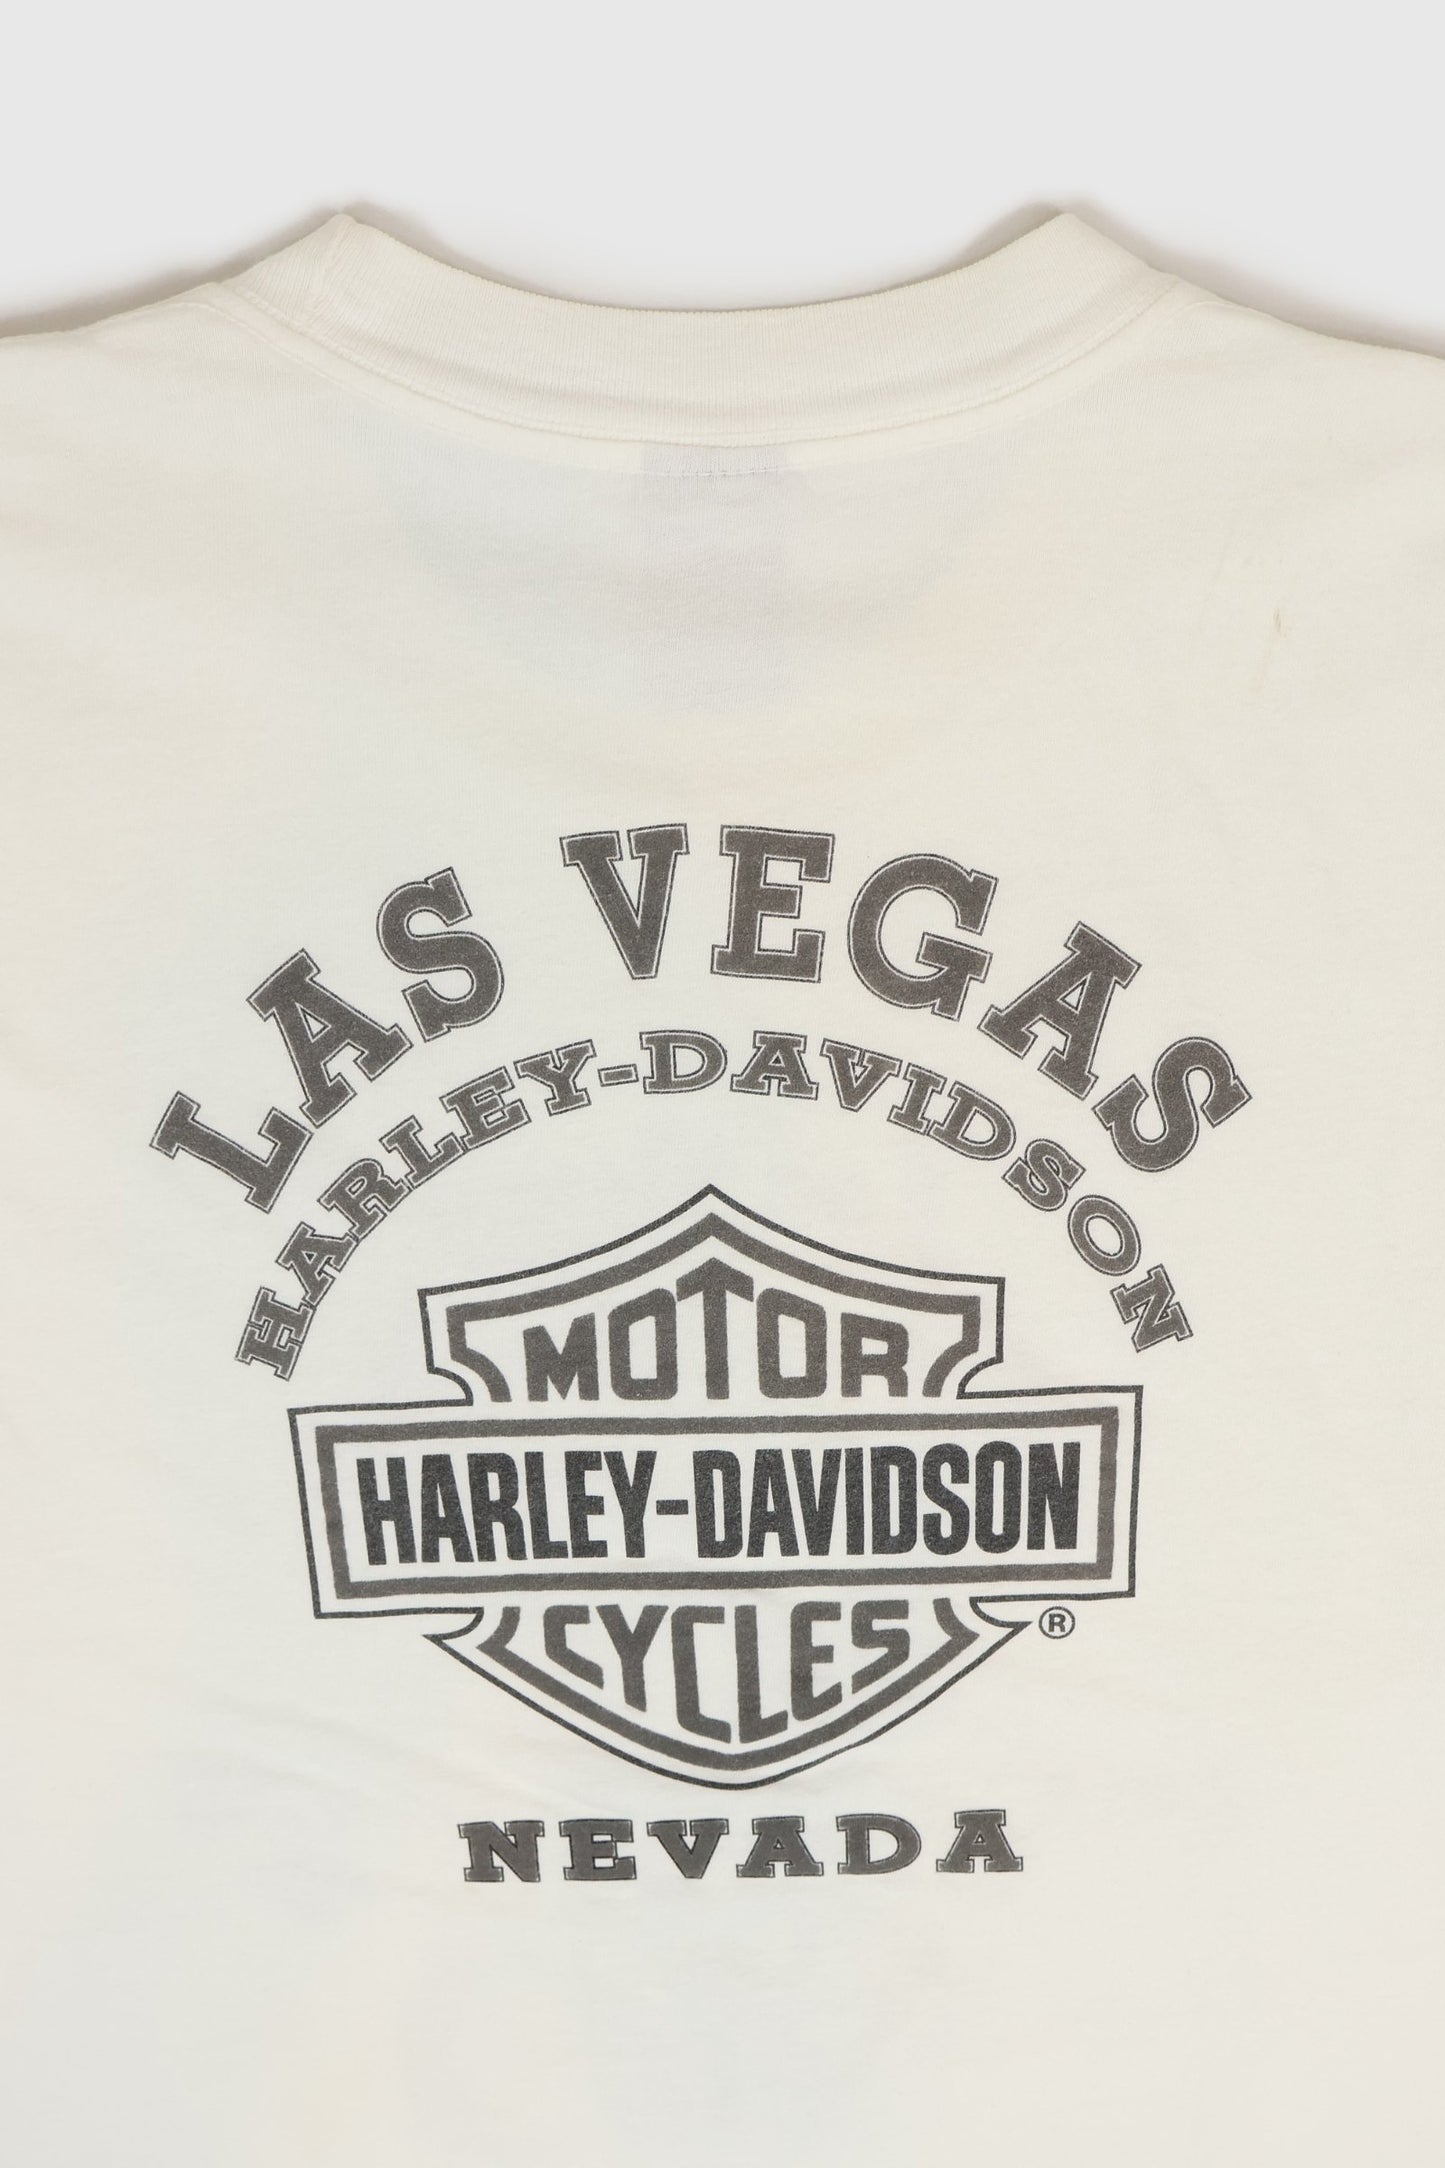 LAS VEGAS
HARLEY-DAVIDSON
MOTOR
HARLEY-DAVIDSON
CYCLES
®
NEVADA